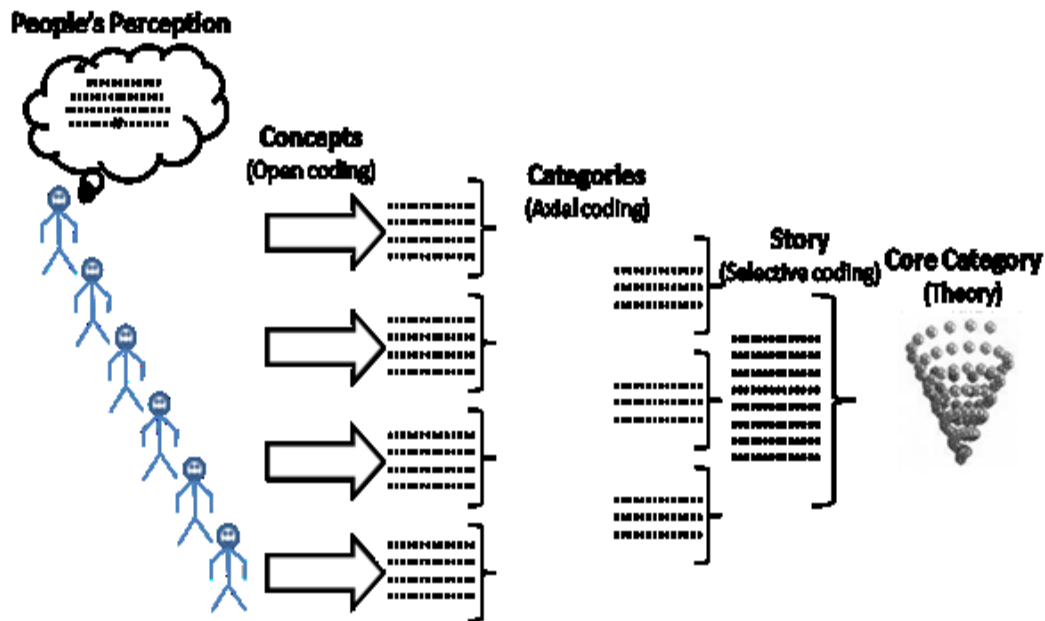 People's Perception
Concepts
(Open coding)
Categories
(Axial coding)
Story
(Selective coding)
Core Category
(Theory)